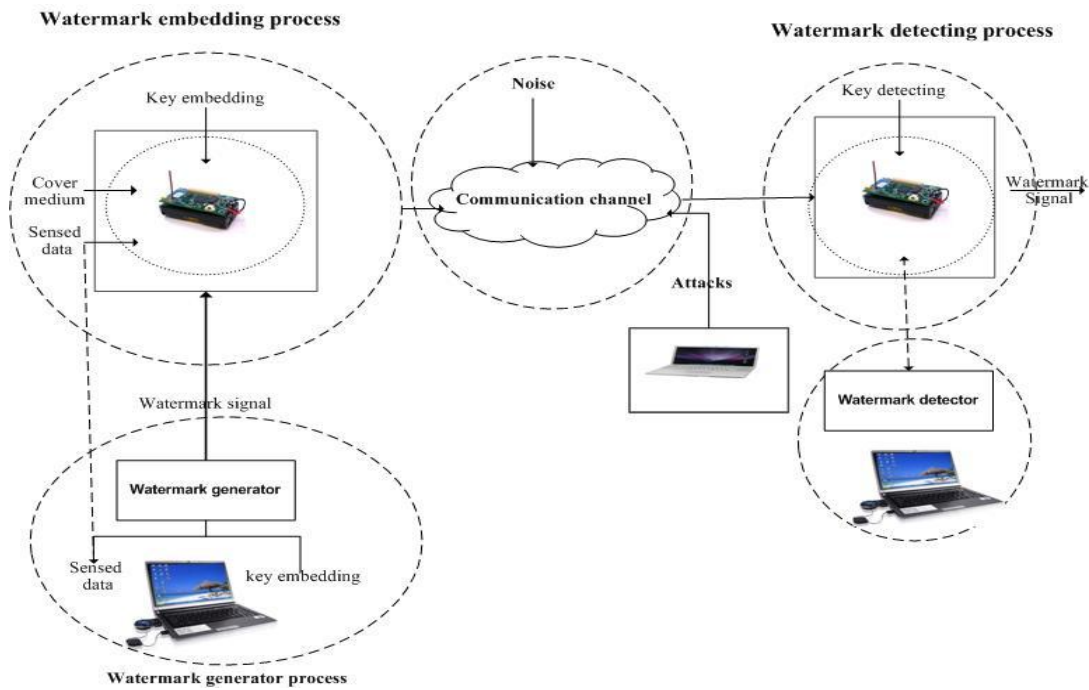 Watermark embedding process
Watermark detecting process
Key embedding
Noise
Key detecting
Cover
medium
Communication channel
Watermark
Signal
Sensed
data
Attacks
Watermark signal
Watermark detector
Watermark generator
Sensed
data
key embedding
Watermark generator process